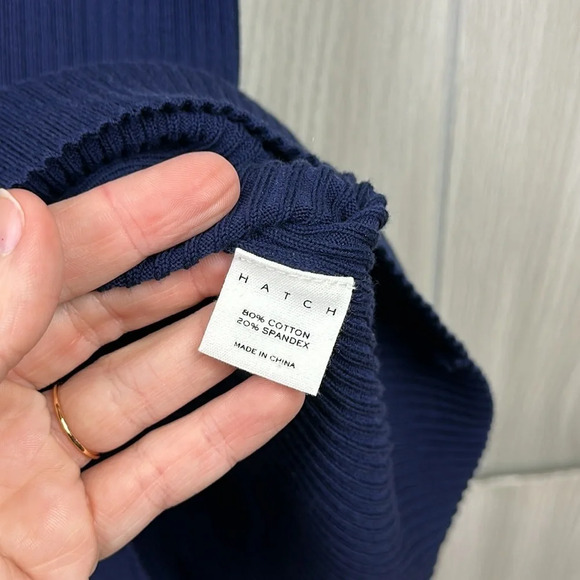 HATCH
80% COTTON
20% SPANDEX
MADE IN CHINA